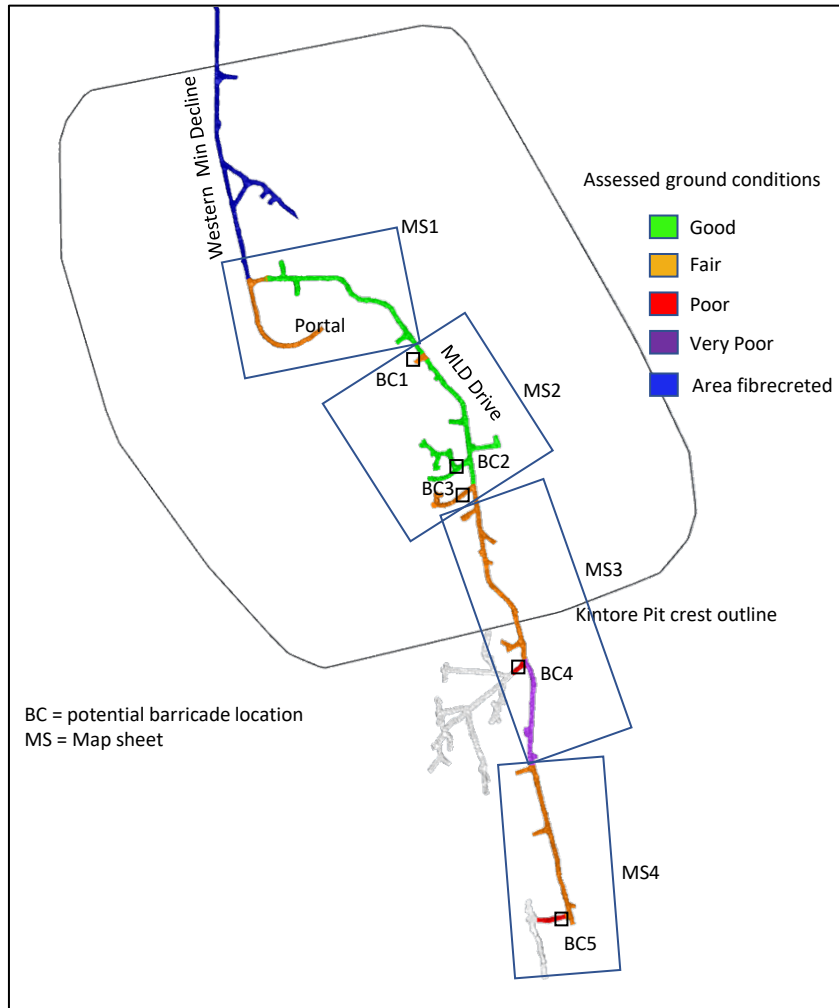 Western Min Decline
MS1
Assessed ground conditions
Good
Fair
Poor
Very Poor
Area fibrecreted
Portal
BC1
MLD Drive
MS2
BC2
BC3
MS3
Kintore Pit crest outline
BC4
BC = potential barricade location
MS = Map sheet
MS4
BC5